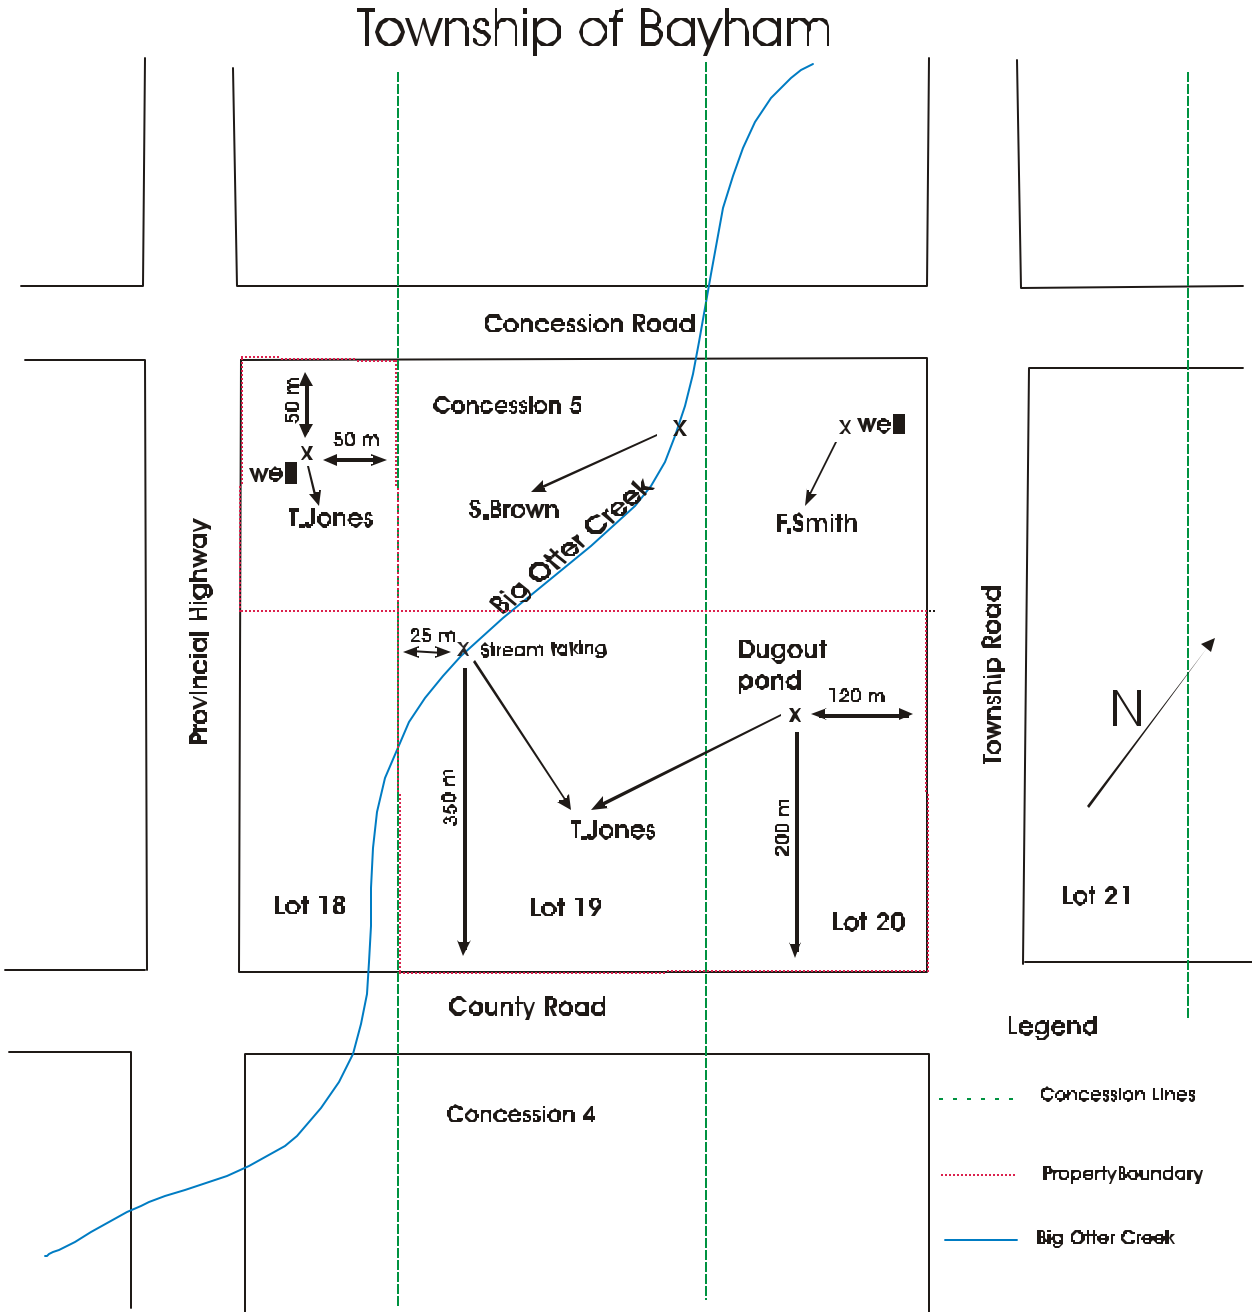 Township of Bayham
Concession Road
50 m
Concession 5
50 m
well
well
T.Jones
S.Brown
F.Smith
Big Otter Creek
Provincial Highway
25 m
Stream taking
Dugout
pond
120 m
Township Road
N
350 m
200 m
T.Jones
Lot 18
Lot 19
Lot 20
Lot 21
County Road
Legend
Concession Lines
Concession 4
Property Boundary
Big Otter Creek